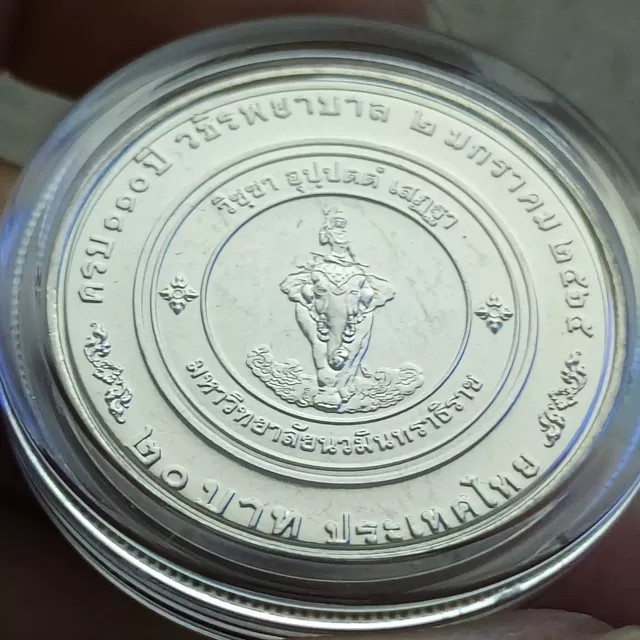 ครบ ๑๑๐ ปี วชิรพยาบาล ๒ มกราคม ๒๕๖๕
วิชฺชา อุปฺปตตํ เสฏฺฐา
มหาวิทยาลัยนวมินทราธิราช
๒๐ บาท ประเทศไทย